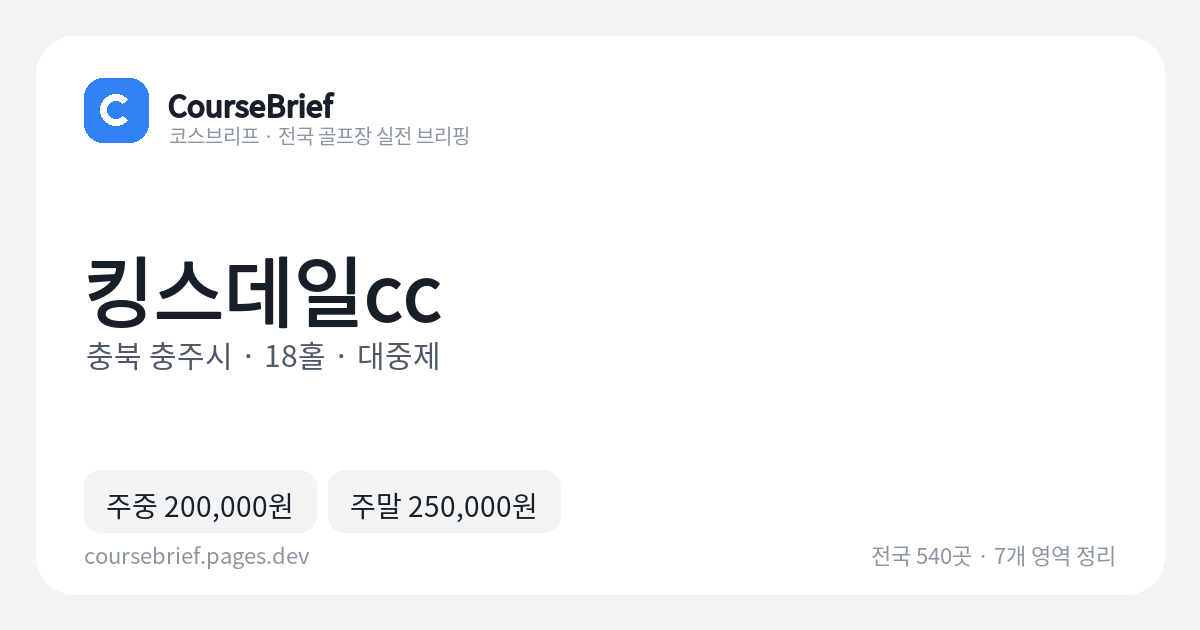 C
CourseBrief
코스브리프 · 전국 골프장 실전 브리핑
킹스데일cc
충북 충주시 · 18홀 · 대중제
주중 200,000원 주말 250,000원
coursebrief.pages.dev 전국 540곳 · 7개 영역 정리